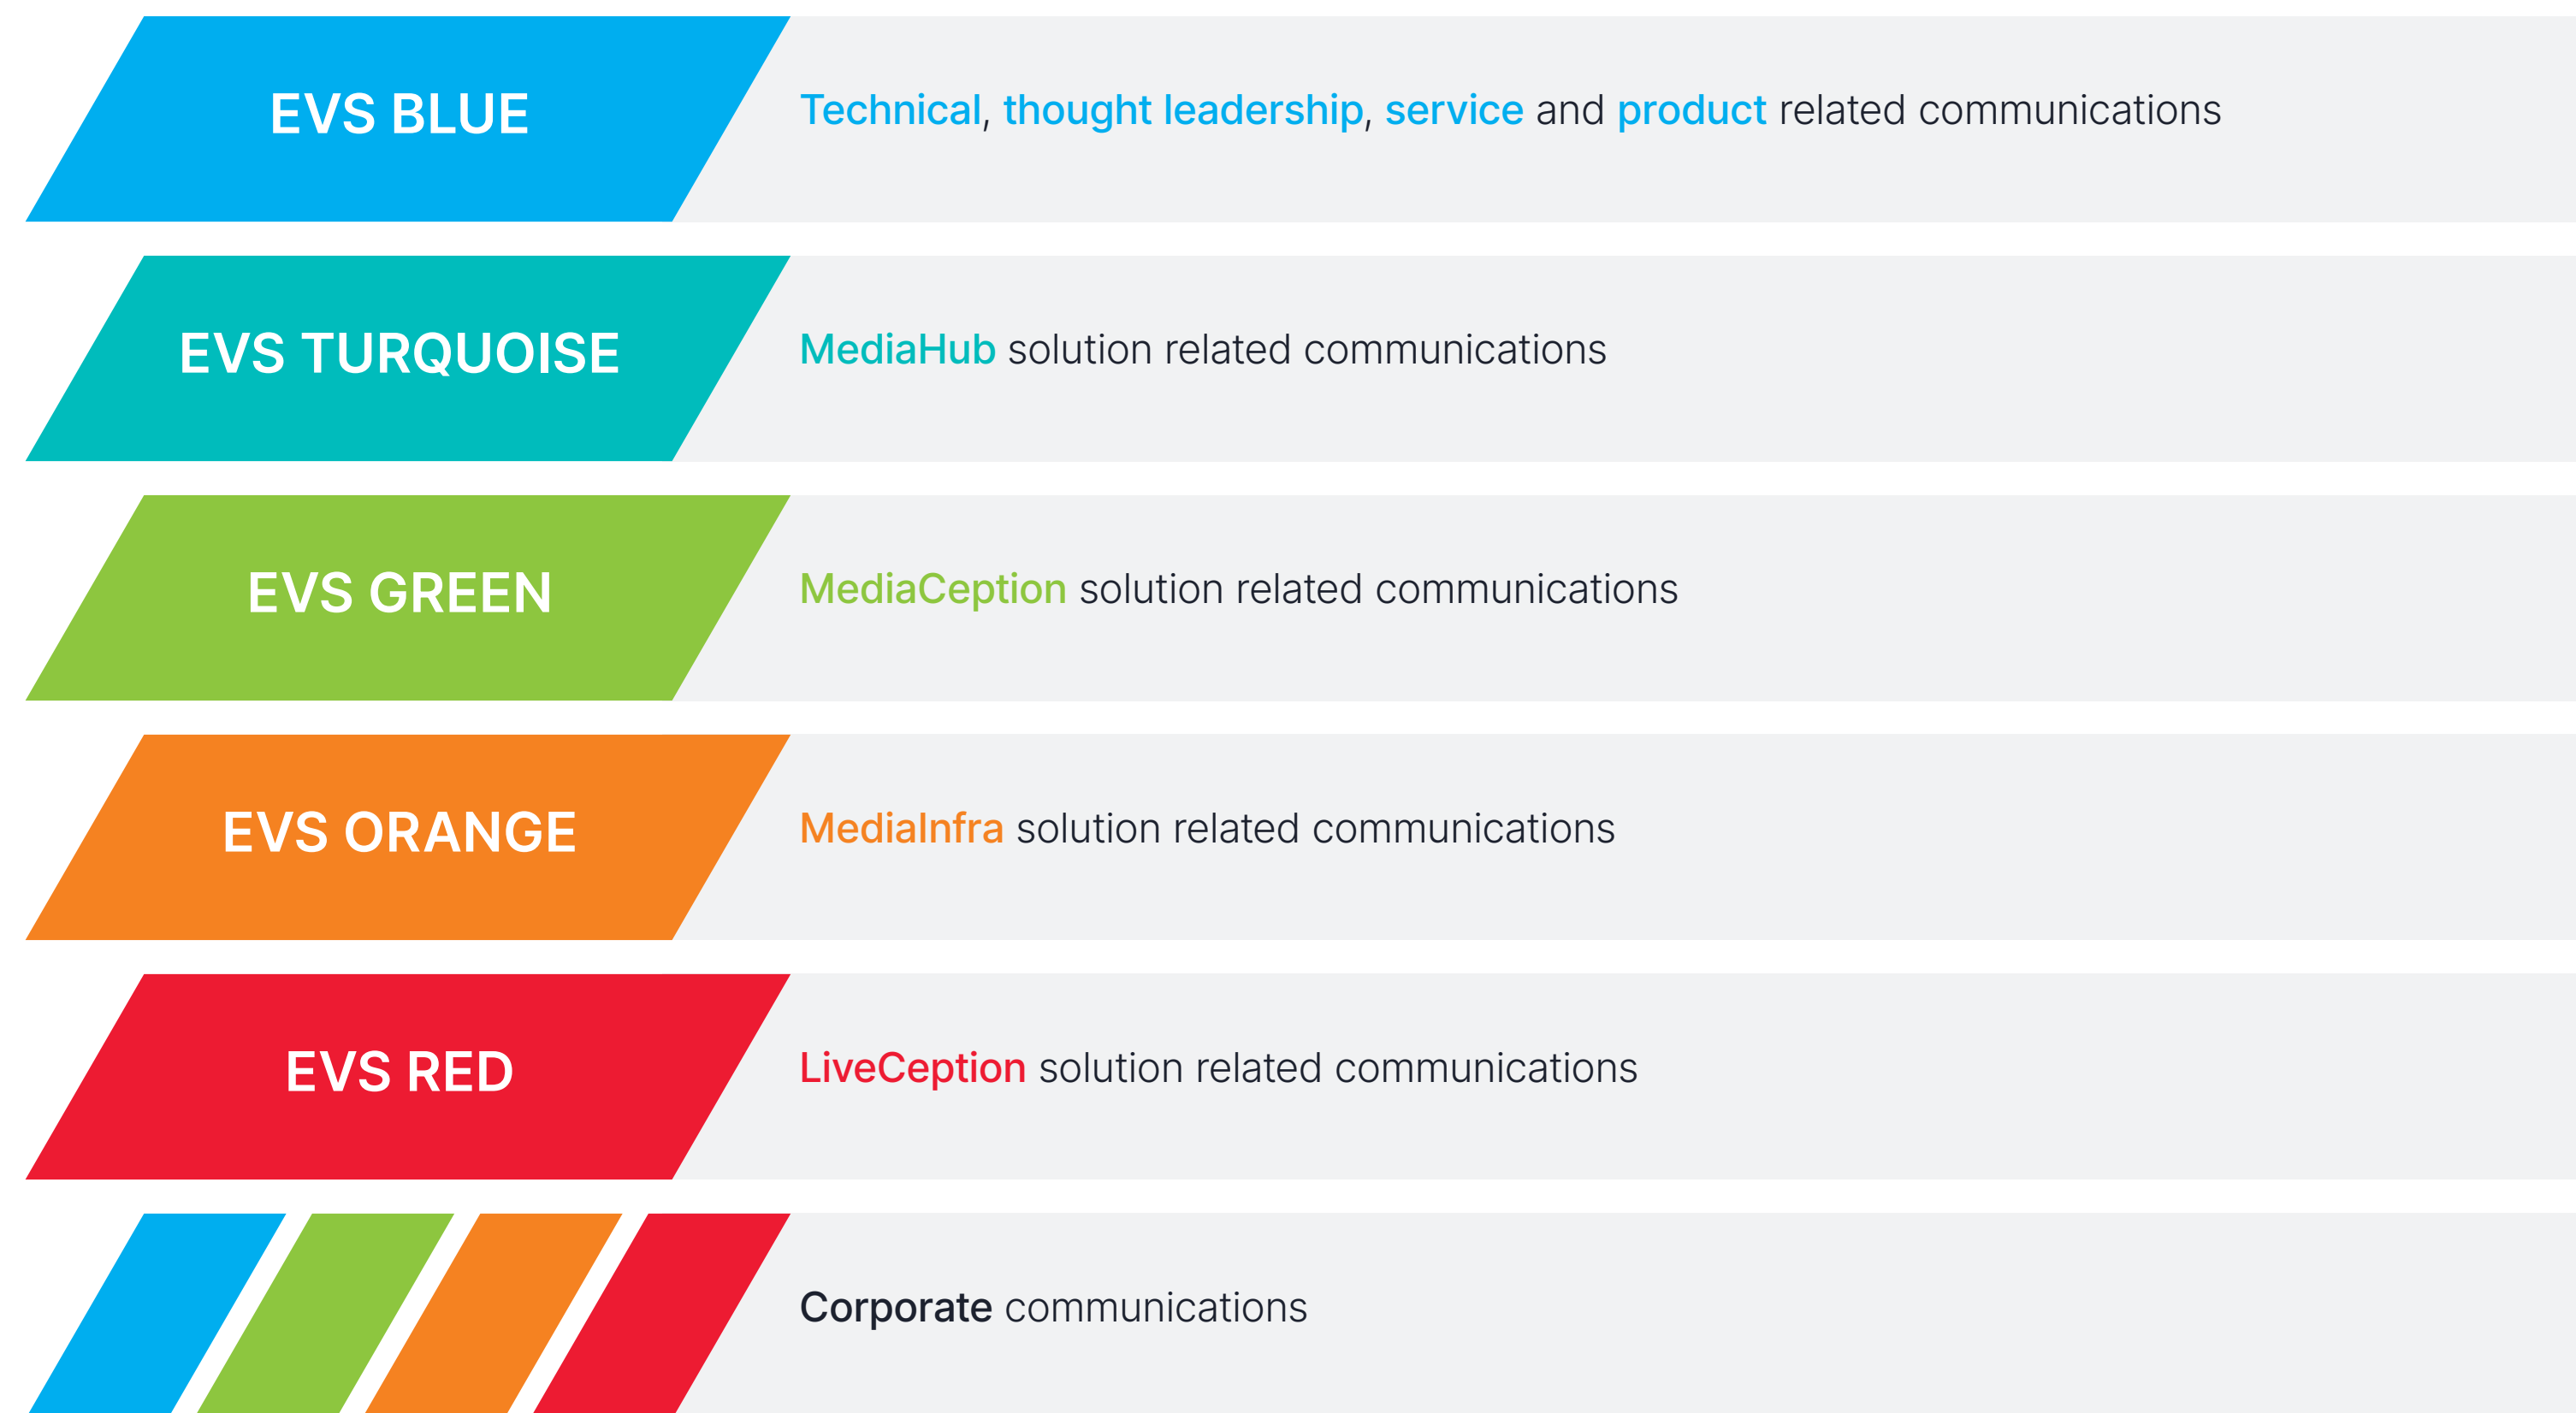 EVS BLUE
Technical, thought leadership, service and product related communications
EVS TURQUOISE
MediaHub solution related communications
EVS GREEN
MediaCeption solution related communications
EVS ORANGE
MediaInfra solution related communications
EVS RED
LiveCeption solution related communications
Corporate communications